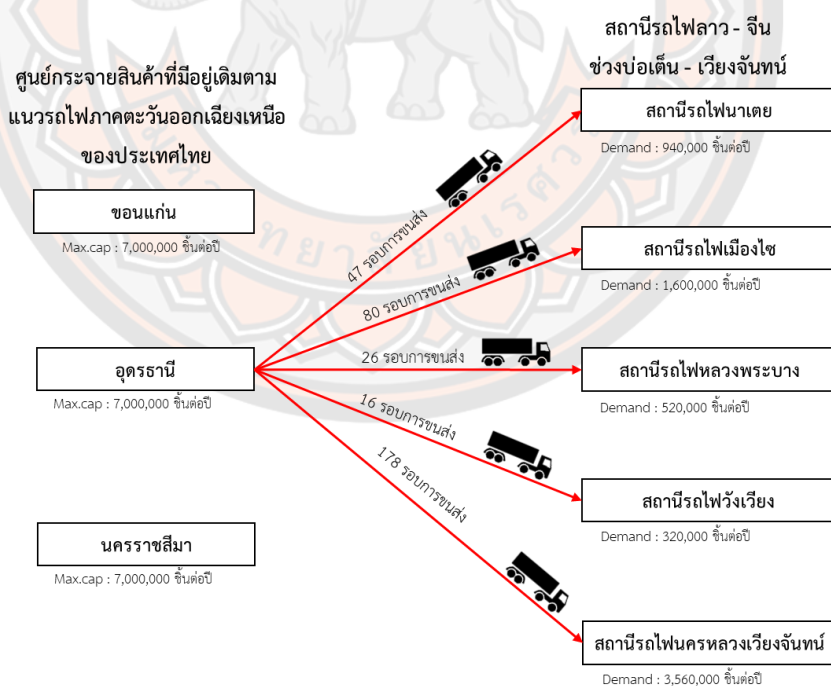 สถานีรถไฟลาว - จีน
ช่วงบ่อเต็น - เวียงจันทน์
ศูนย์กระจายสินค้าที่มีอยู่เดิมตาม
แนวรถไฟภาคตะวันออกเฉียงเหนือ
ของประเทศไทย
สถานีรถไฟนาเตย
Demand : 940,000 ชิ้นต่อปี
ขอนแก่น
Max.cap : 7,000,000 ชิ้นต่อปี
47 รอบการขนส่ง
สถานีรถไฟเมืองไซ
Demand : 1,600,000 ชิ้นต่อปี
80 รอบการขนส่ง
อุดรธานี
Max.cap : 7,000,000 ชิ้นต่อปี
26 รอบการขนส่ง
สถานีรถไฟหลวงพระบาง
Demand : 520,000 ชิ้นต่อปี
16 รอบการขนส่ง
สถานีรถไฟวังเวียง
Demand : 320,000 ชิ้นต่อปี
178 รอบการขนส่ง
นครราชสีมา
Max.cap : 7,000,000 ชิ้นต่อปี
สถานีรถไฟนครหลวงเวียงจันทน์
Demand : 3,560,000 ชิ้นต่อปี